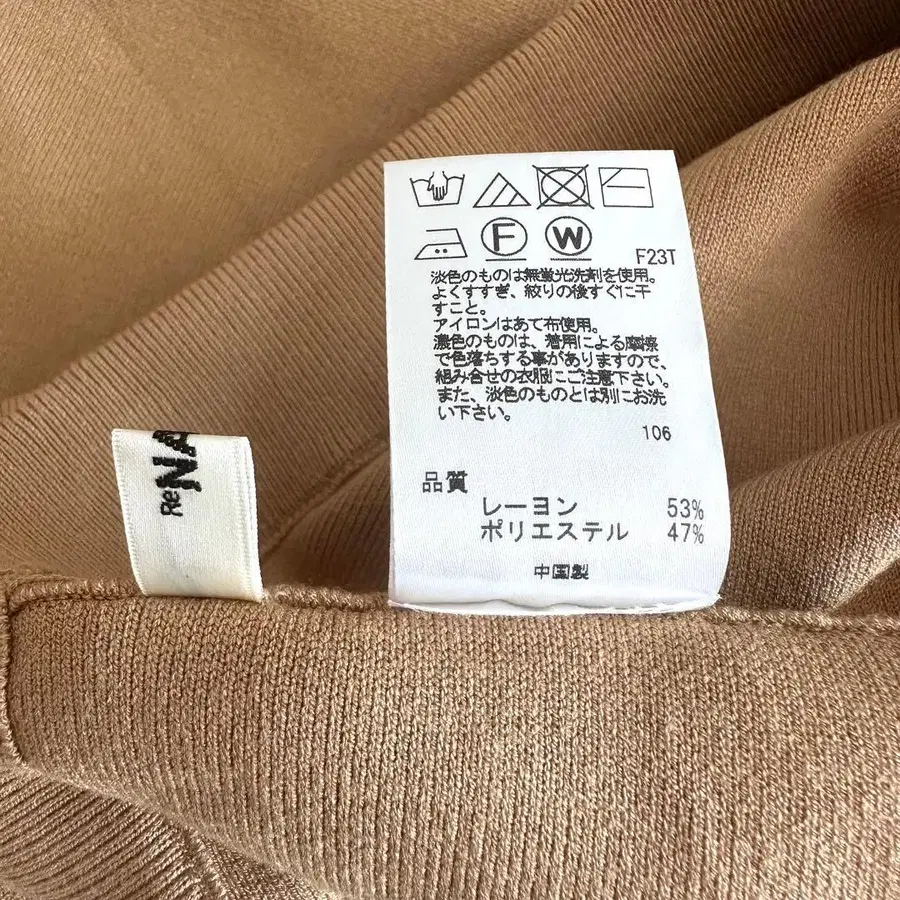 F W
F23T
淡色のものは無蛍光洗剤を使用。
よくすすぎ、絞りの後すぐに干
すこと。
アイロンはあて布使用。
濃色のものは、着用による摩擦
で色落ちする事がありますので、
組み合せの衣服にご注意下さい。
また、淡色のものとは別にお洗
い下さい。
106
品質
レーヨン 53%
ポリエステル 47%
中国製
ReNA